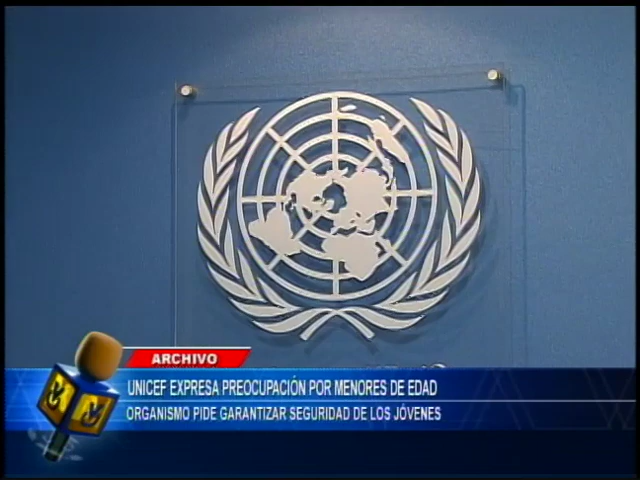 ARCHIVO
UNICEF EXPRESA PREOCUPACIÓN POR MENORES DE EDAD
ORGANISMO PIDE GARANTIZAR SEGURIDAD DE LOS JÓVENES